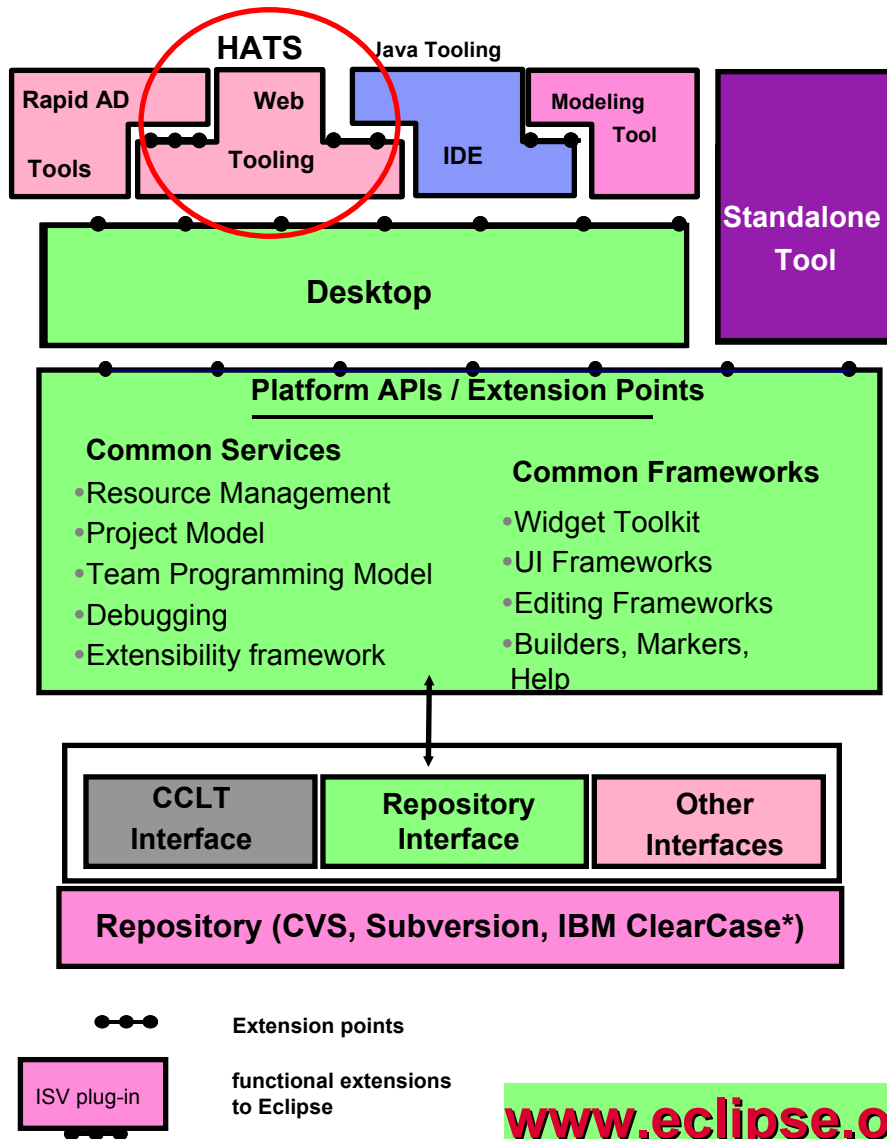 HATS
Java Tooling
Rapid AD
Tools
Web
Tooling
IDE
Modeling
Tool
Standalone
Tool
Desktop
Platform APIs / Extension Points
Common Services
•Resource Management
•Project Model
•Team Programming Model
•Debugging
•Extensibility framework
Common Frameworks
•Widget Toolkit
•UI Frameworks
•Editing Frameworks
•Builders, Markers,
Help
CCLT
Interface
Repository
Interface
Other
Interfaces
Repository (CVS, Subversion, IBM ClearCase*)
Extension points
ISV plug-in
functional extensions
to Eclipse
www.eclipse.o